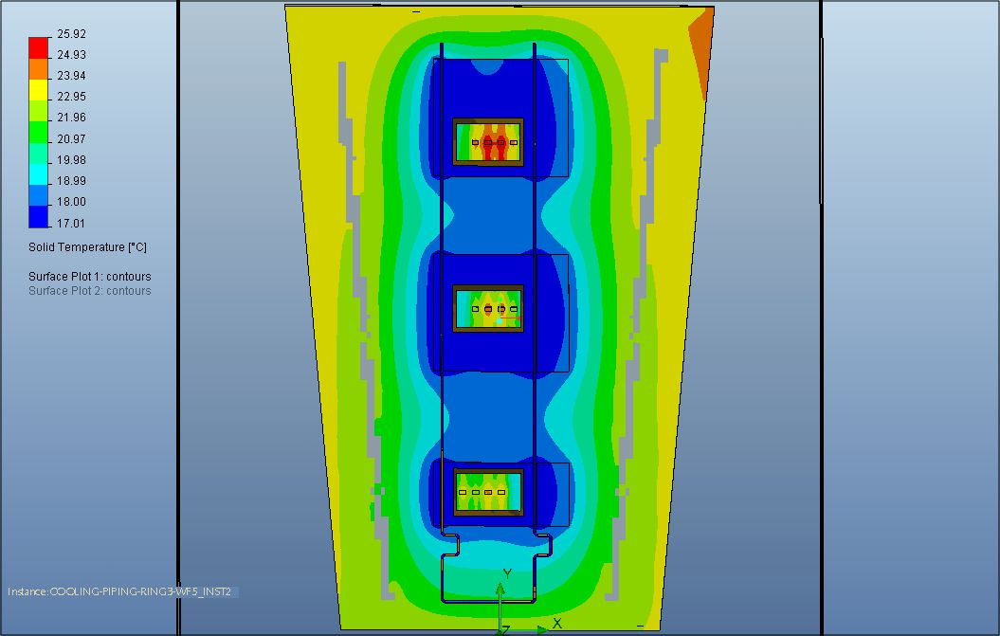 25.92
24.93
23.94
22.95
21.96
20.97
19.98
18.99
18.00
17.01
Solid Temperature [°C]
Surface Plot 1: contours
Surface Plot 2: contours
Instance:COOLING-PIPING-RING3-WF5_INST2
Y
Z
X